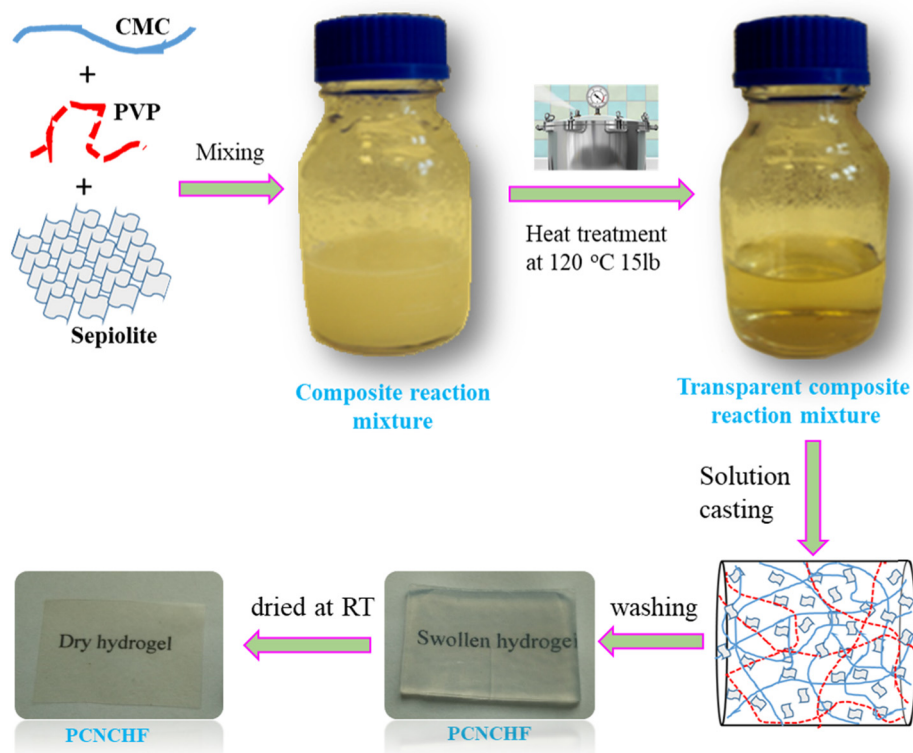 CMC
+
PVP
+
Sepiolite
Mixing
Composite reaction
mixture
Heat treatment
at 120 °C 15lb
Transparent composite
reaction mixture
Solution
casting
washing
Swollen hydrogel
PCNCHF
dried at RT
Dry hydrogel
PCNCHF